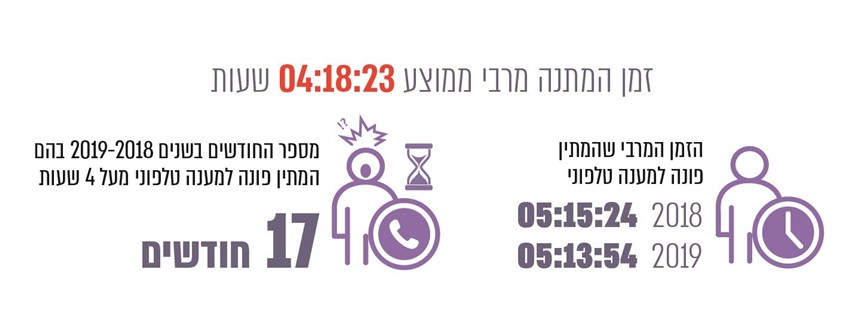 זמן המתנה מרבי ממוצע 04:18:23 שעות
הזמן המרבי שהמתין
פונה למענה טלפוני
2018 05:15:24
2019 05:13:54
!?
מספר החודשים בשנים 2019-2018 בהם
המתין פונה למענה טלפוני מעל 4 שעות
17 חודשים